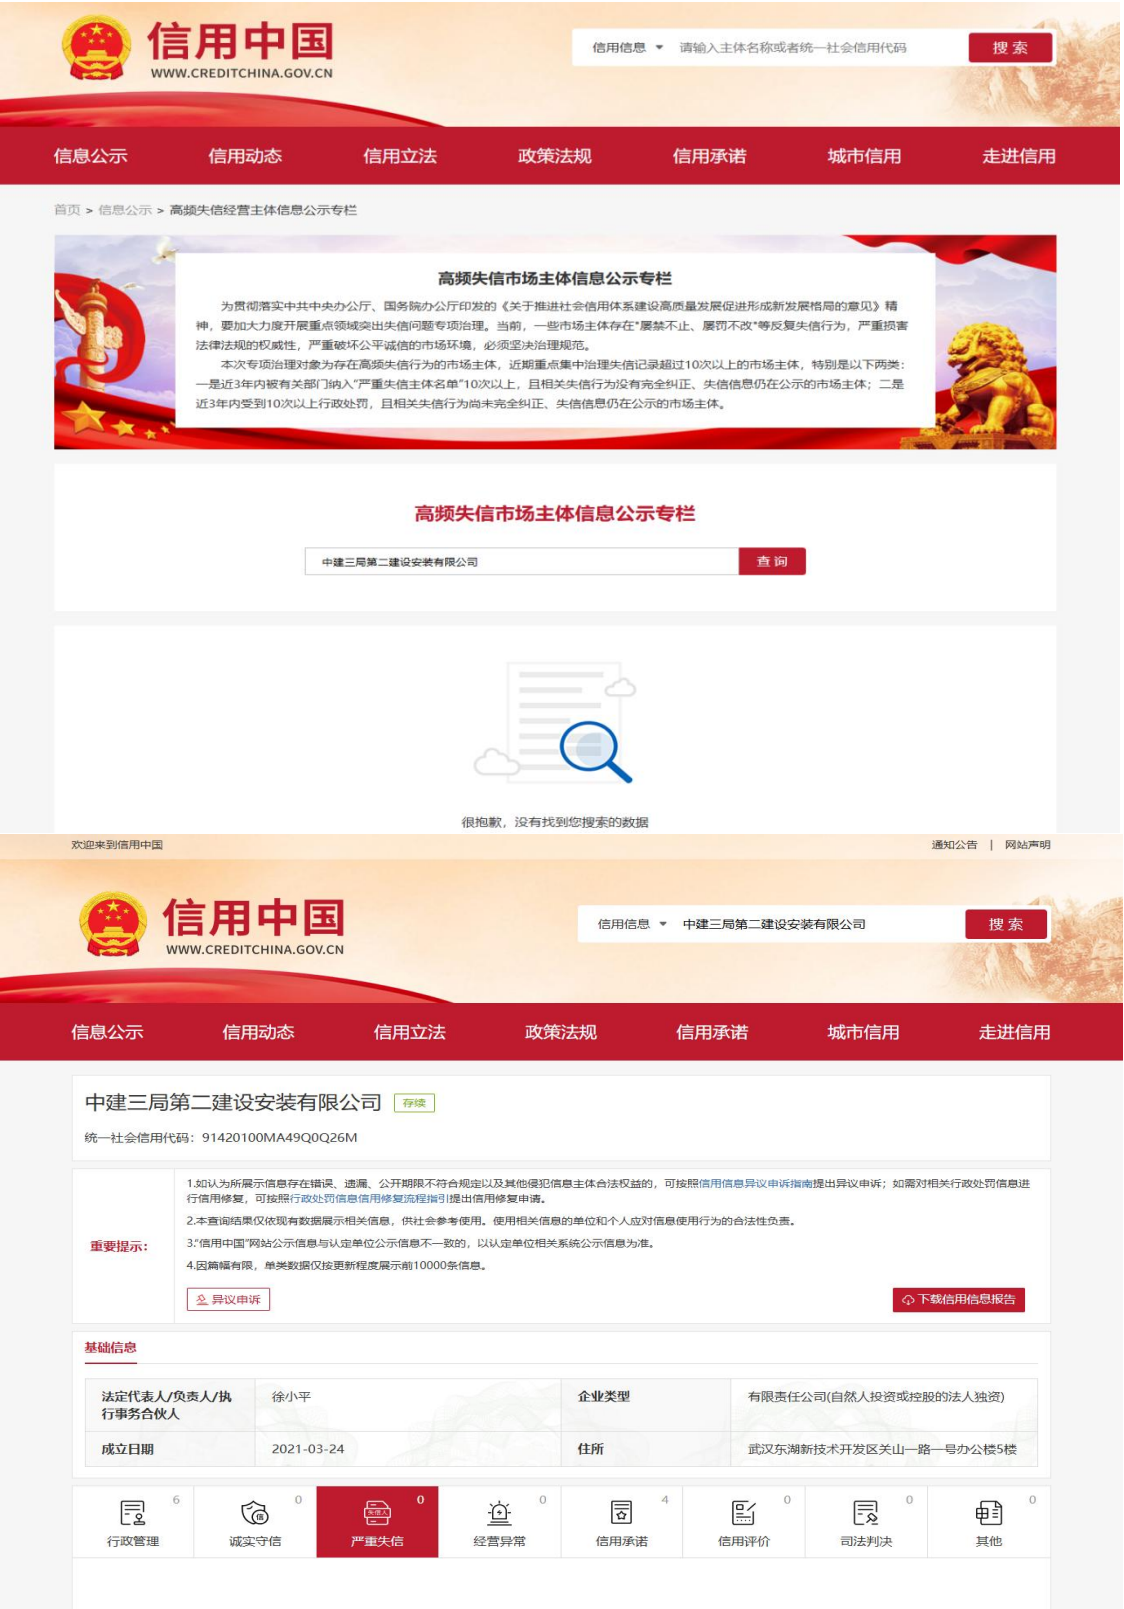 信用中国
WWW.CREDITCHINA.GOV.CN
信用信息 请输入主体名称或者统一社会信用代码 搜索
信息公示 信用动态 信用立法 政策法规 信用承诺 城市信用 走进信用
首页 > 信息公示 > 高频失信经营主体信息公示专栏
高频失信市场主体信息公示专栏
为贯彻落实中共中央办公厅、国务院办公厅印发的《关于推进社会信用体系建设高质量发展促进形成新发展格局的意见》精
神，要加大力度开展重点领域突出失信问题专项治理。当前，一些市场主体存在"屡禁不止、屡罚不改"等反复失信行为，严重损害
法律法规的权威性，严重破坏公平诚信的市场环境，必须坚决治理规范。
本次专项治理对象为存在高频失信行为的市场主体，近期重点集中治理失信记录超过10次以上的市场主体，特别是以下两类：
一是近3年内被有关部门纳入"严重失信主体名单"10次以上，且相关失信行为没有完全纠正、失信信息仍在公示的市场主体；二是
近3年内受到10次以上行政处罚，且相关失信行为尚未完全纠正、失信信息仍在公示的市场主体。
高频失信市场主体信息公示专栏
中建三局第二建设安装有限公司 查询
很抱歉，没有找到您搜索的数据
欢迎来到信用中国 通知公告 | 网站声明
信用中国
WWW.CREDITCHINA.GOV.CN
信用信息 中建三局第二建设安装有限公司 搜索
信息公示 信用动态 信用立法 政策法规 信用承诺 城市信用 走进信用
中建三局第二建设安装有限公司 存续
统一社会信用代码：91420100MA49Q0Q26M
重要提示：
1.如认为所展示信息存在错误、遗漏、公开期限不符合规定以及其他侵犯信息主体合法权益的，可按照信用信息异议申诉指南提出异议申诉；如需对相关行政处罚信息进
行信用修复，可按照行政处罚信息信用修复流程指引提出信用修复申请。
2.本查询结果仅依现有数据展示相关信息，供社会参考使用。使用相关信息的单位和个人应对信息使用行为的合法性负责。
3."信用中国"网站公示信息与认定单位公示信息不一致的，以认定单位相关系统公示信息为准。
4.因篇幅有限，单类数据仅按更新程度展示前10000条信息。
异议申诉 下载信用信息报告
基础信息
法定代表人/负责人/执 徐小平 企业类型 有限责任公司(自然人投资或控股的法人独资)
行事务合伙人
成立日期 2021-03-24 住所 武汉东湖新技术开发区关山一路一号办公楼5楼
6 0 0 0 4 0 0 0
失信人
行政管理 诚实守信 严重失信 经营异常 信用承诺 信用评价 司法判决 其他